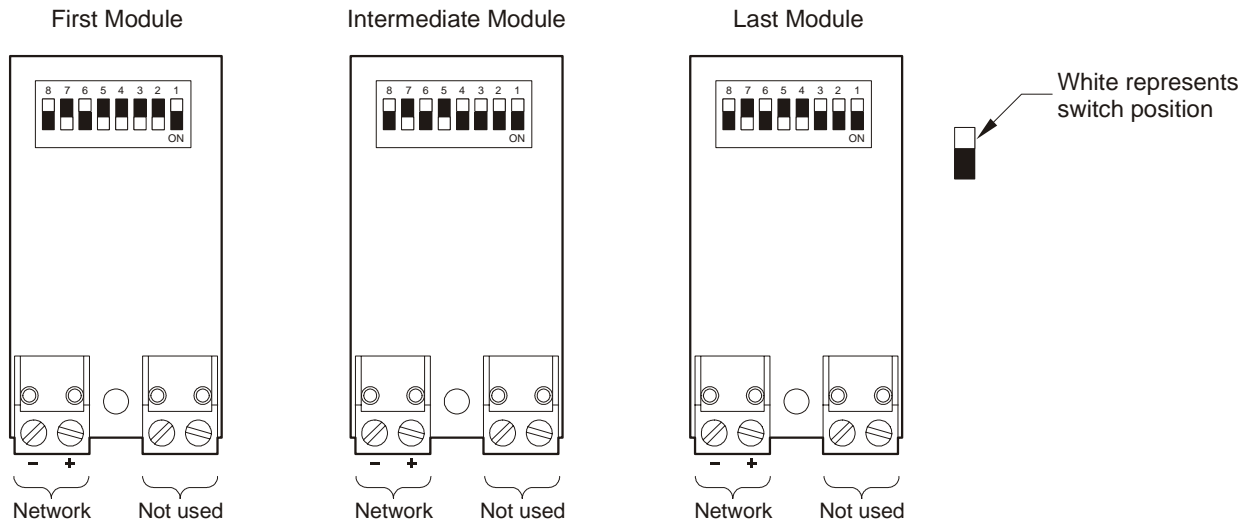 First Module
Intermediate Module
Last Module
8 7 6 5 4 3 2 1
ON
8 7 6 5 4 3 2 1
ON
8 7 6 5 4 3 2 1
ON
White represents
switch position
- +
- +
- +
Network
Not used
Network
Not used
Network
Not used